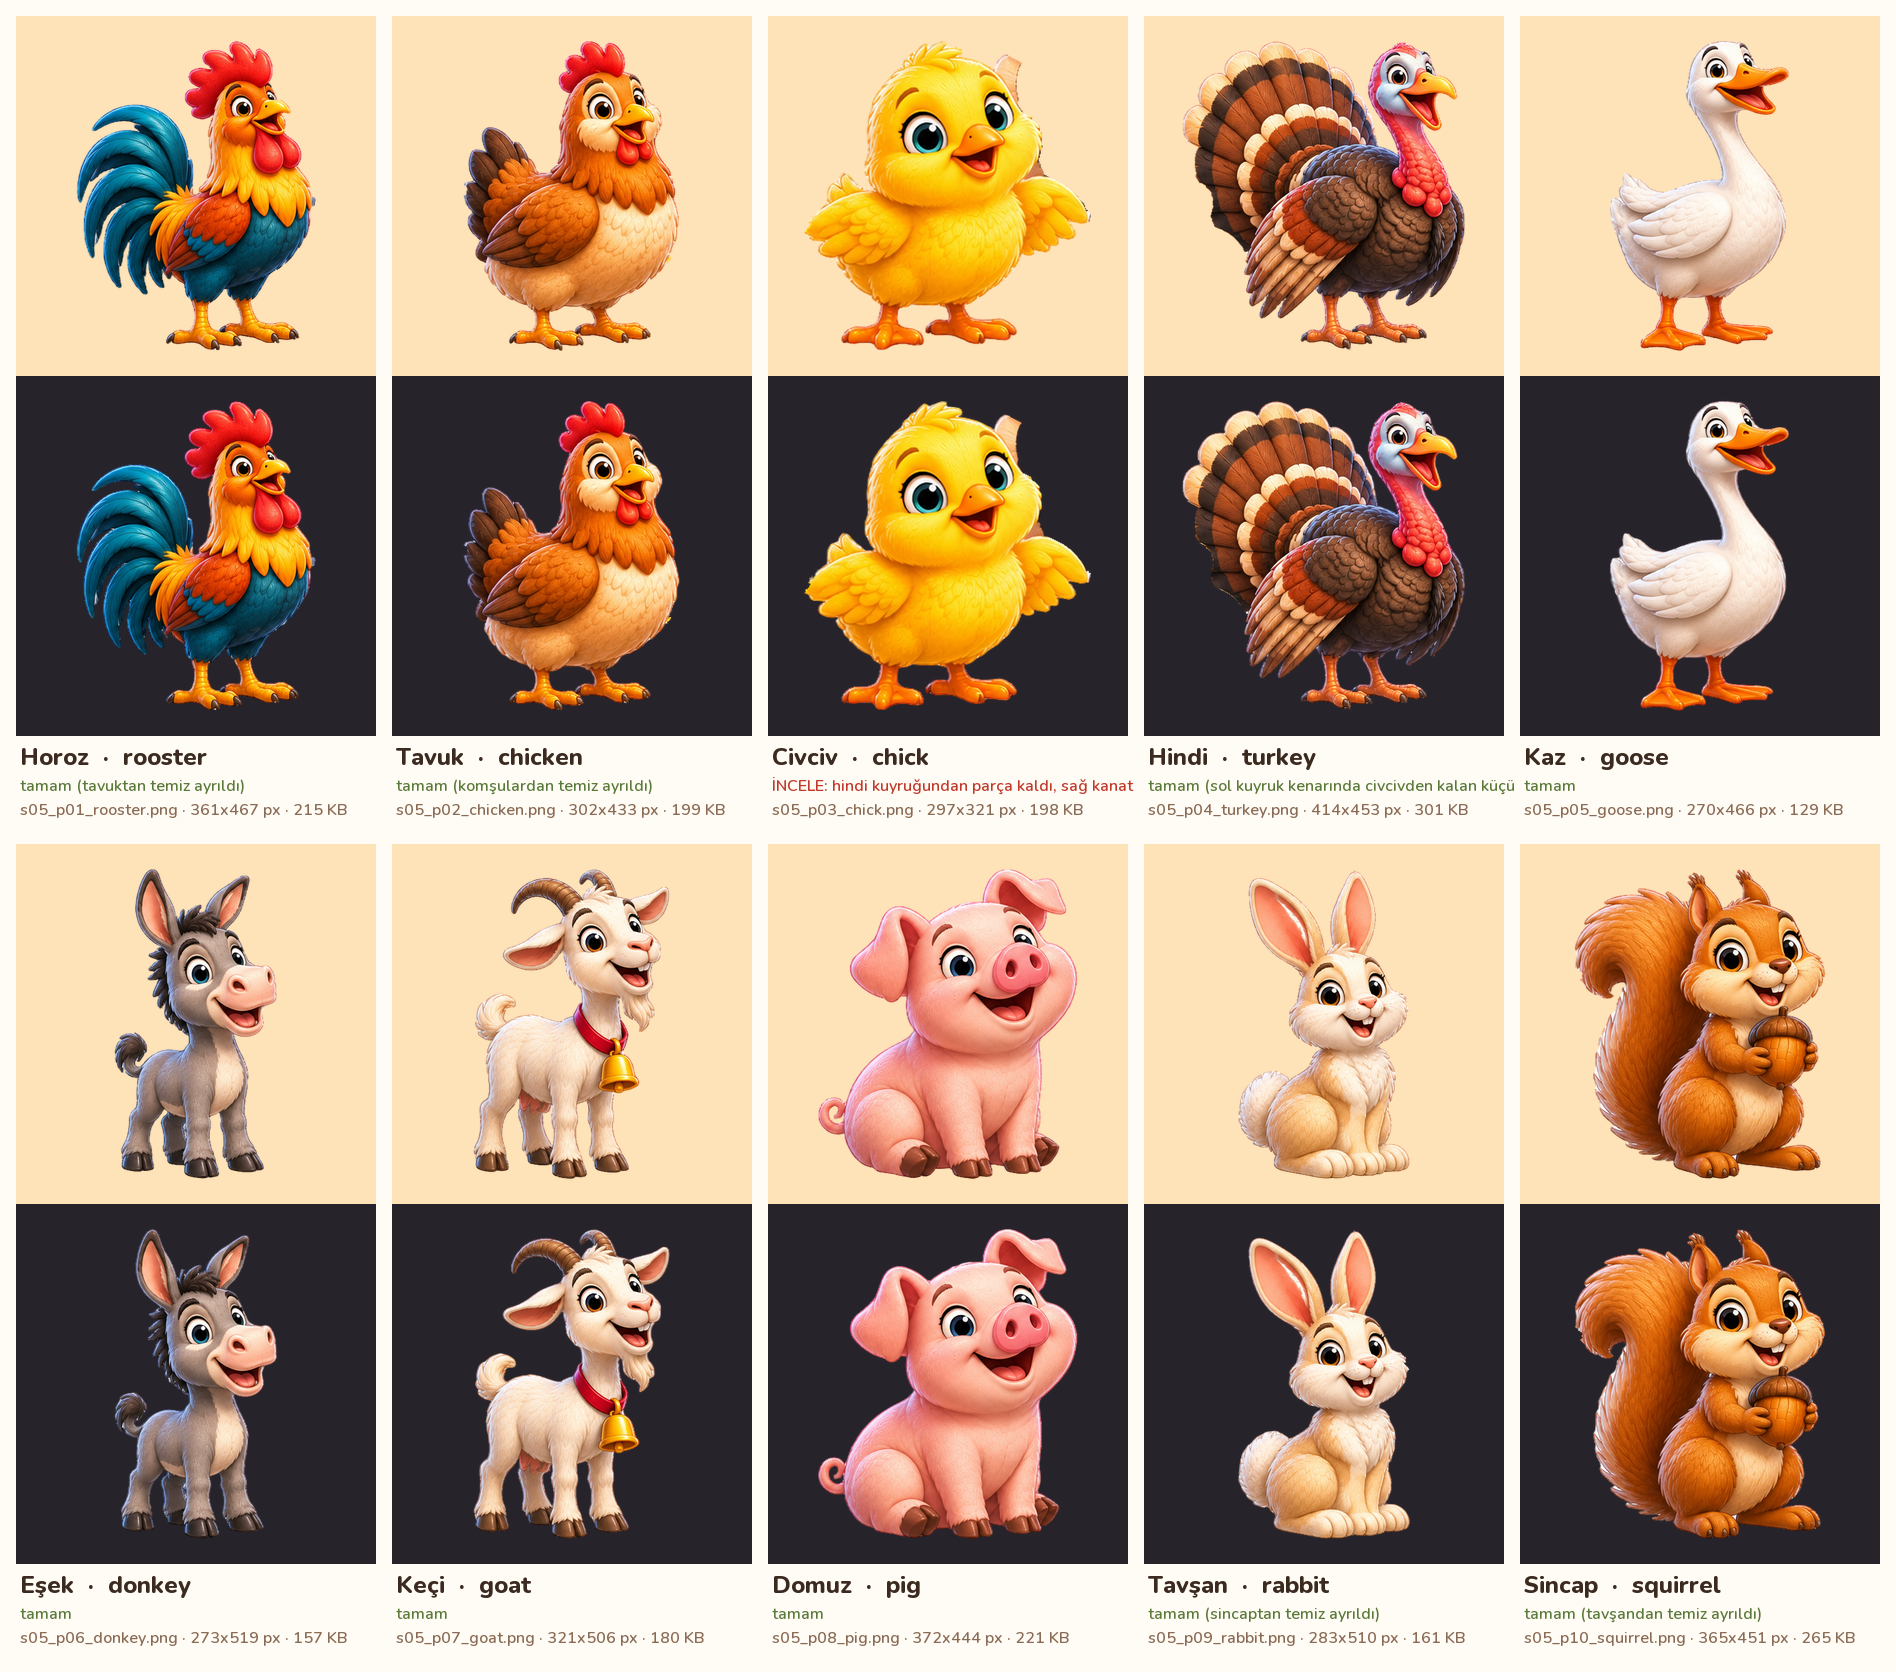 Horoz · rooster
tamam (tavuktan temiz ayrıldı)
s05_p01_rooster.png · 361x467 px · 215 KB
Tavuk · chicken
tamam (komşulardan temiz ayrıldı)
s05_p02_chicken.png · 302x433 px · 199 KB
Civciv · chick
İNCELE: hindi kuyruğundan parça kaldı, sağ kanat
s05_p03_chick.png · 297x321 px · 198 KB
Hindi · turkey
tamam (sol kuyruk kenarında civcivden kalan küçü
s05_p04_turkey.png · 414x453 px · 301 KB
Kaz · goose
tamam
s05_p05_goose.png · 270x466 px · 129 KB
Eşek · donkey
tamam
s05_p06_donkey.png · 273x519 px · 157 KB
Keçi · goat
tamam
s05_p07_goat.png · 321x506 px · 180 KB
Domuz · pig
tamam
s05_p08_pig.png · 372x444 px · 221 KB
Tavşan · rabbit
tamam (sincaptan temiz ayrıldı)
s05_p09_rabbit.png · 283x510 px · 161 KB
Sincap · squirrel
tamam (tavşandan temiz ayrıldı)
s05_p10_squirrel.png · 365x451 px · 265 KB